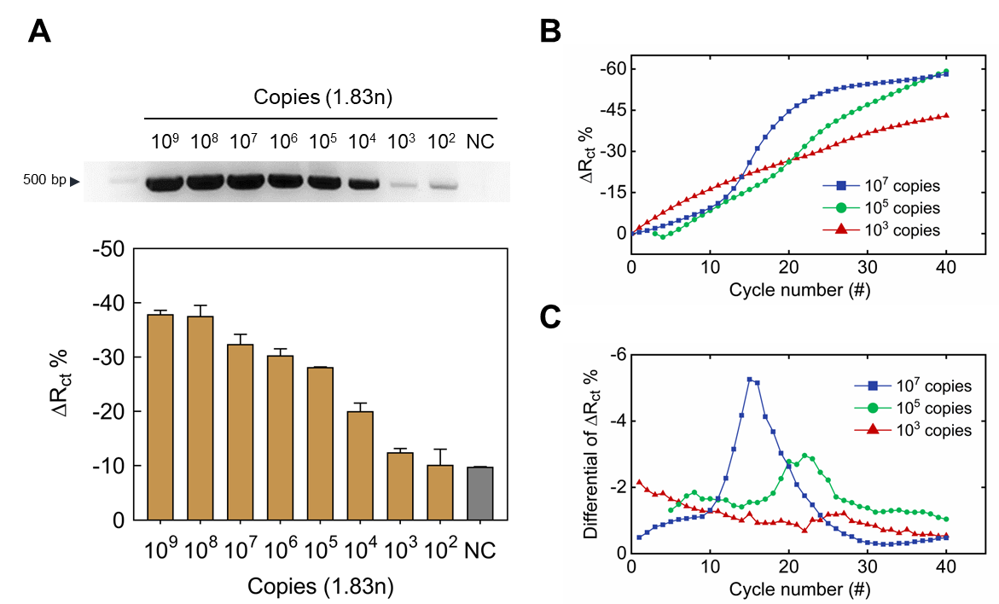 A
Copies (1.83n)
10⁹ 10⁸ 10⁷ 10⁶ 10⁵ 10⁴ 10³ 10² NC
500 bp
-50
-40
-30
-20
-10
0
ΔRct %
10⁹ 10⁸ 10⁷ 10⁶ 10⁵ 10⁴ 10³ 10² NC
Copies (1.83n)
B
-60
-45
-30
-15
0
ΔRct %
10⁷ copies
10⁵ copies
10³ copies
0 10 20 30 40
Cycle number (#)
C
-6
-4
-2
0
Differential of ΔRct %
10⁷ copies
10⁵ copies
10³ copies
0 10 20 30 40
Cycle number (#)